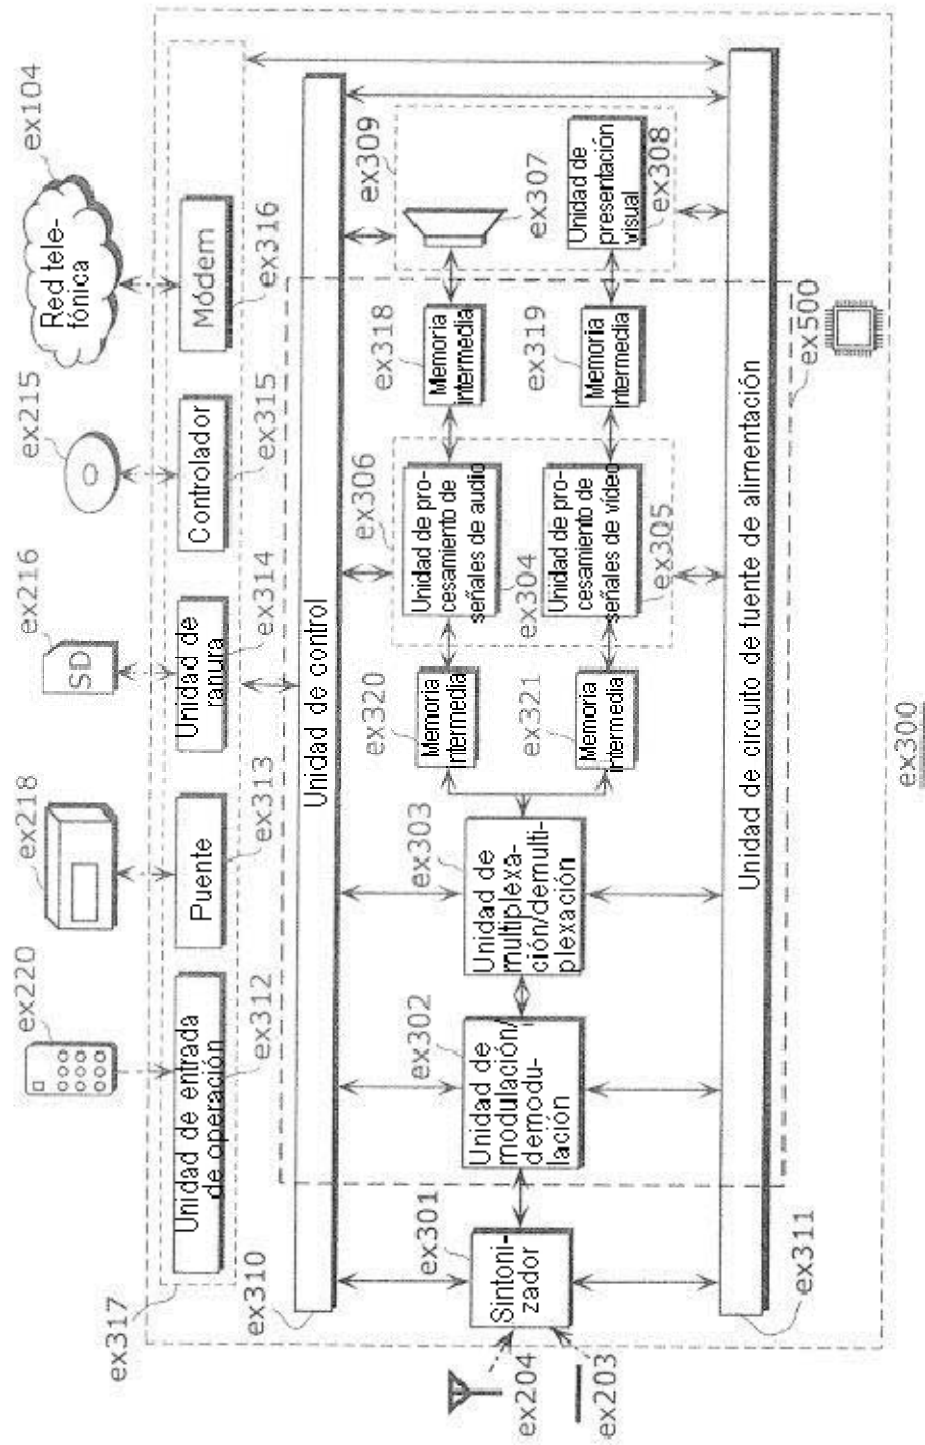 ex220
ex218
ex216
ex215
Red tele-
fónica
ex104
SD
ex317
Unidad de entrada
de operación
ex312
Puente
ex313
Unidad de
ranura
ex314
Controlador
ex315
Módem
ex316
ex310
Unidad de control
ex204
ex203
Sintoni-
zador
ex301
Unidad de
modulación/
demodu-
lación
ex302
Unidad de
multiplexa-
ción/demulti-
plexación
ex303
Memoria
intermedia
ex320
Memoria
intermedia
ex321
Unidad de pro-
cesamiento de
señales de audio
ex306
ex304
Unidad de pro-
cesamiento de
señales de vídeo
ex305
Memoria
intermedia
ex318
Memoria
intermedia
ex319
ex309
ex307
Unidad de
presentación
visual
ex308
Unidad de circuito de fuente de alimentación
ex311
ex500
ex300